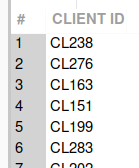 # CLIENT ID
1 CL238
2 CL276
3 CL163
4 CL151
5 CL199
6 CL283